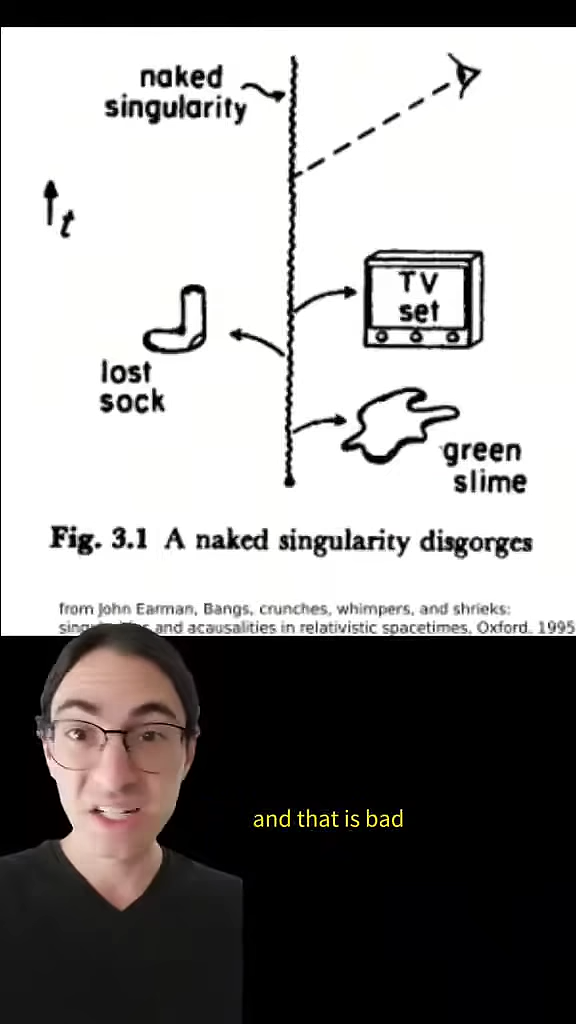 naked
singularity
t
TV
set
lost
sock
green
slime
Fig. 3.1 A naked singularity disgorges
from John Earman, Bangs, crunches, whimpers, and shrieks:
and acausalities in relativistic spacetimes, Oxford, 1995
and that is bad